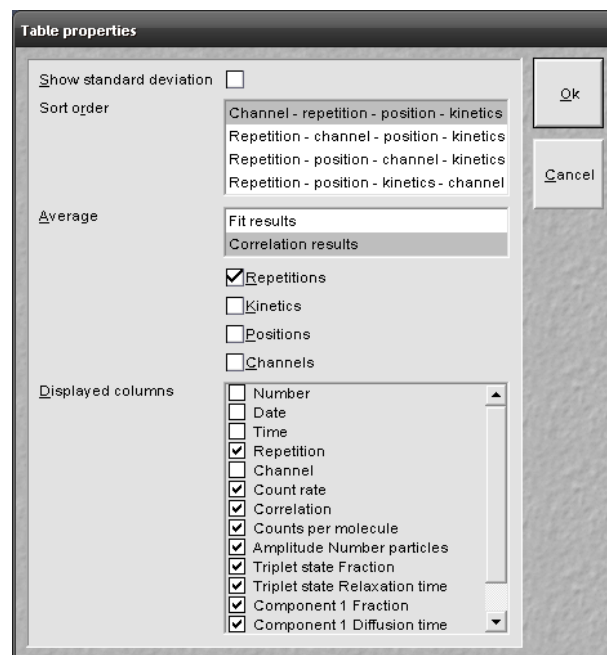 Table properties
Show standard deviation
Ok
Sort order
Channel - repetition - position - kinetics
Repetition - channel - position - kinetics
Repetition - position - channel - kinetics
Repetition - position - kinetics - channel
Cancel
Average
Fit results
Correlation results
Repetitions
Kinetics
Positions
Channels
Displayed columns
Number
Date
Time
Repetition
Channel
Count rate
Correlation
Counts per molecule
Amplitude Number particles
Triplet state Fraction
Triplet state Relaxation time
Component 1 Fraction
Component 1 Diffusion time